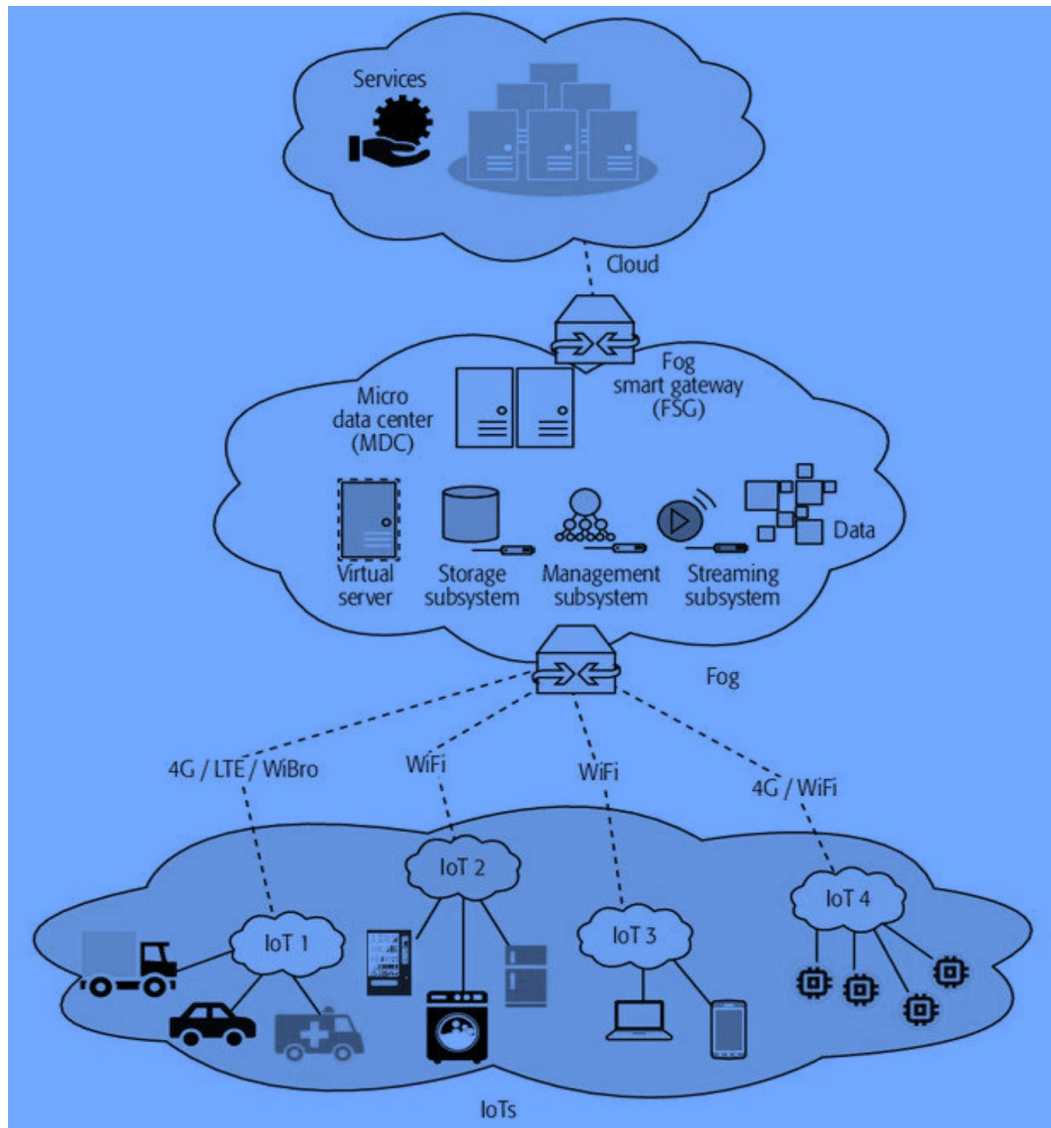 Services
Cloud
Fog
smart gateway
(FSG)
Micro
data center
(MDC)
Data
Virtual
server
Storage
subsystem
Management
subsystem
Streaming
subsystem
Fog
4G / LTE / WiBro
WiFi
WiFi
4G / WiFi
IoT 1
IoT 2
IoT 3
IoT 4
IoTs